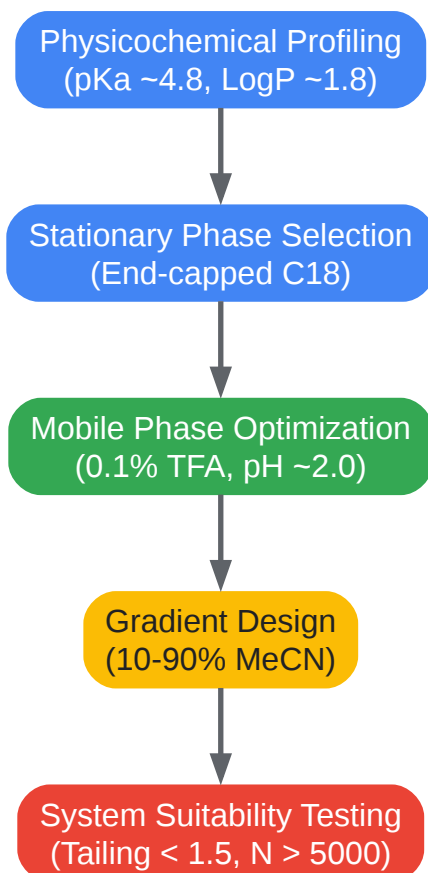 Physicochemical Profiling
(pKa ~4.8, LogP ~1.8)
Stationary Phase Selection
(End-capped C18)
Mobile Phase Optimization
(0.1% TFA, pH ~2.0)
Gradient Design
(10-90% MeCN)
System Suitability Testing
(Tailing < 1.5, N > 5000)